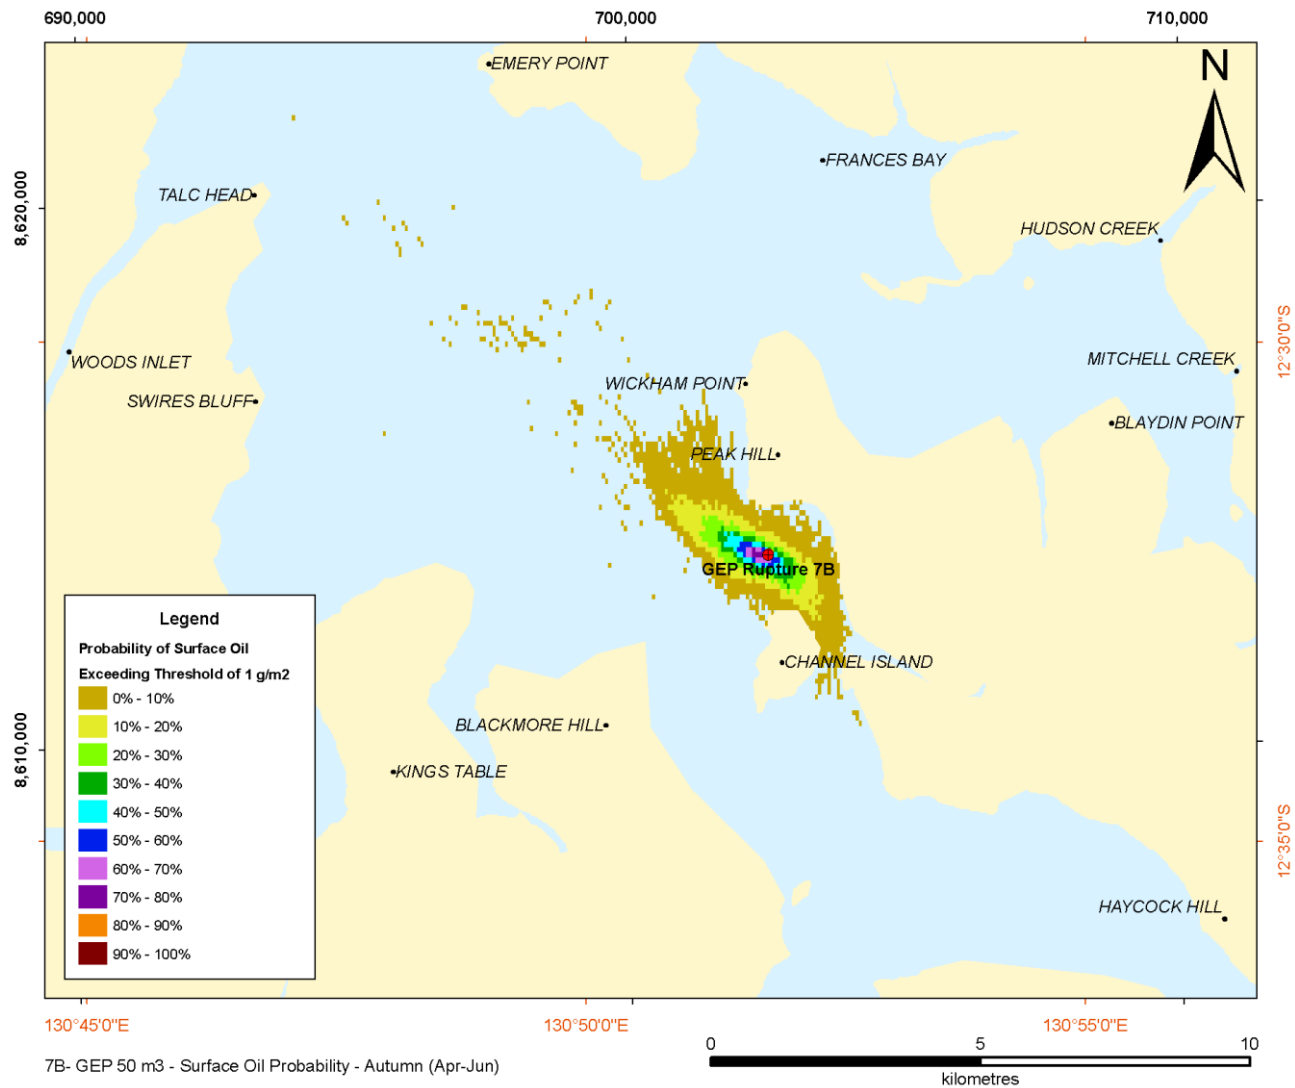 690,000
700,000
710,000
N
EMERY POINT
FRANCES BAY
TALC HEAD
8,620,000
HUDSON CREEK
12°30'0"S
WOODS INLET
MITCHELL CREEK
WICKHAM POINT
SWIRES BLUFF
BLAYDIN POINT
PEAK HILL
GEP Rupture 7B
CHANNEL ISLAND
BLACKMORE HILL
8,610,000
KINGS TABLE
12°35'0"S
HAYCOCK HILL
Legend
Probability of Surface Oil
Exceeding Threshold of 1 g/m2
0% - 10%
10% - 20%
20% - 30%
30% - 40%
40% - 50%
50% - 60%
60% - 70%
70% - 80%
80% - 90%
90% - 100%
130°45'0"E
130°50'0"E
130°55'0"E
0
5
10
kilometres
7B- GEP 50 m3 - Surface Oil Probability - Autumn (Apr-Jun)